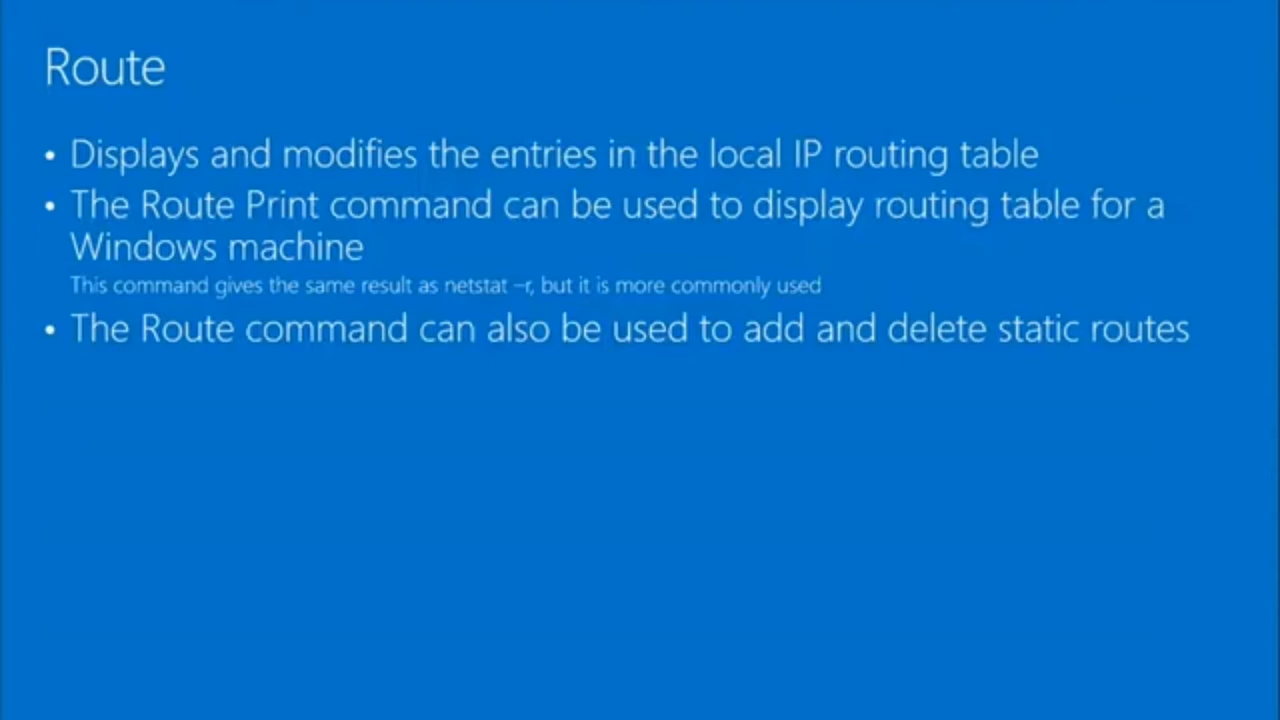 Route
• Displays and modifies the entries in the local IP routing table
• The Route Print command can be used to display routing table for a
Windows machine
This command gives the same result as netstat –r, but it is more commonly used
• The Route command can also be used to add and delete static routes